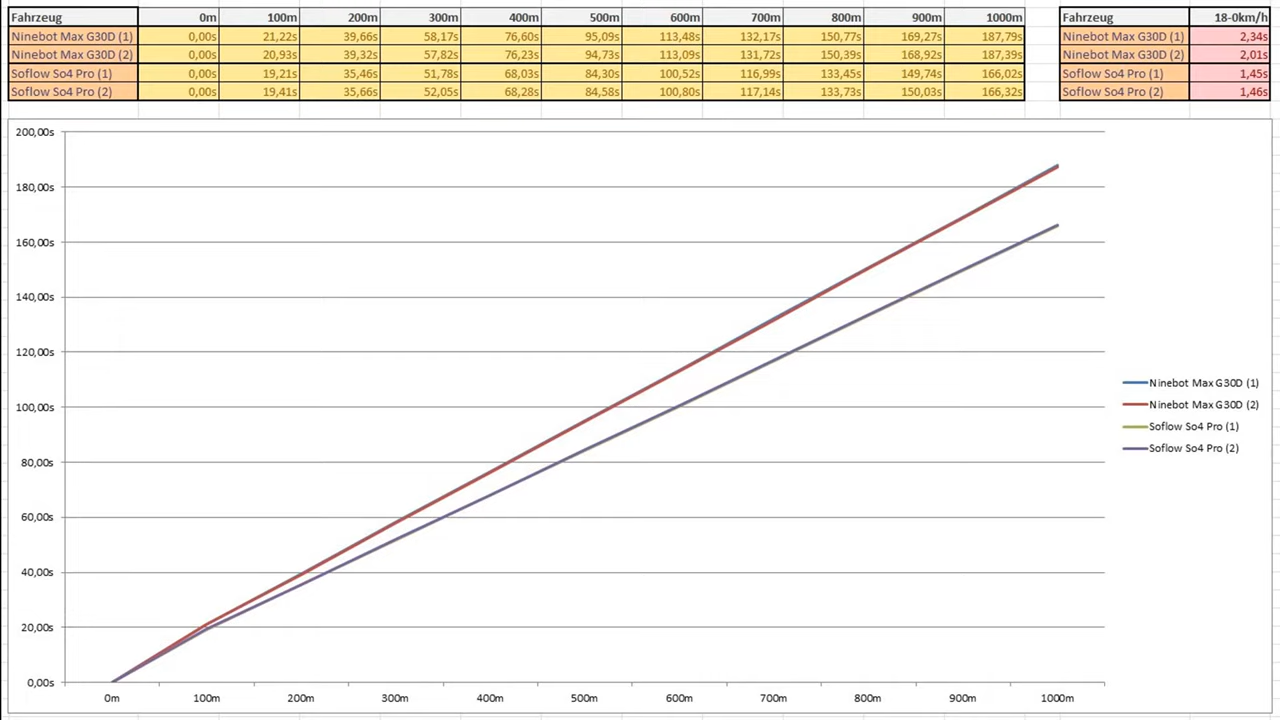 Fahrzeug 0m 100m 200m 300m 400m 500m 600m 700m 800m 900m 1000m
Ninebot Max G30D (1) 0,00s 21,22s 39,66s 58,17s 76,60s 95,09s 113,48s 132,17s 150,77s 169,27s 187,79s
Ninebot Max G30D (2) 0,00s 20,93s 39,32s 57,82s 76,23s 94,73s 113,09s 131,72s 150,39s 168,92s 187,39s
Soflow So4 Pro (1) 0,00s 19,21s 35,46s 51,78s 68,03s 84,30s 100,52s 116,99s 133,45s 149,74s 166,02s
Soflow So4 Pro (2) 0,00s 19,41s 35,66s 52,05s 68,28s 84,58s 100,80s 117,14s 133,73s 150,03s 166,32s
Fahrzeug 18-0km/h
Ninebot Max G30D (1) 2,34s
Ninebot Max G30D (2) 2,01s
Soflow So4 Pro (1) 1,45s
Soflow So4 Pro (2) 1,46s
200,00s
180,00s
160,00s
140,00s
120,00s
100,00s
80,00s
60,00s
40,00s
20,00s
0,00s
0m 100m 200m 300m 400m 500m 600m 700m 800m 900m 1000m
Ninebot Max G30D (1)
Ninebot Max G30D (2)
Soflow So4 Pro (1)
Soflow So4 Pro (2)